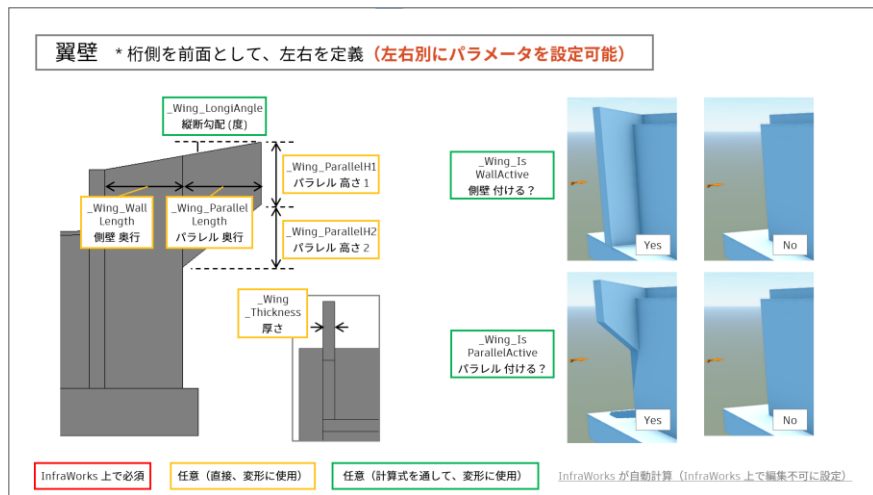 翼壁 * 桁側を前面として、左右を定義（左右別にパラメータを設定可能）
_Wing_LongiAngle
縦断勾配 (度)
_Wing_ParallelH1
パラレル 高さ 1
_Wing_Wall
Length
側壁 奥行
_Wing_Parallel
Length
パラレル 奥行
_Wing_ParallelH2
パラレル 高さ 2
_Wing
_Thickness
厚さ
_Wing_Is
WallActive
側壁 付ける？
Yes
No
_Wing_Is
ParallelActive
パラレル 付ける？
Yes
No
InfraWorks 上で必須
任意（直接、変形に使用）
任意（計算式を通して、変形に使用）
InfraWorks が自動計算（InfraWorks 上で編集不可に設定）